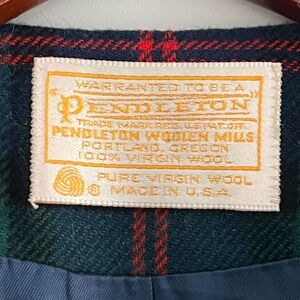 WARRANTED TO BE A
"PENDLETON"
TRADE MARK REG. U.S. PAT. OFF.
PENDLETON WOOLEN MILLS
PORTLAND, OREGON
100% VIRGIN WOOL
PURE VIRGIN WOOL
® MADE IN U.S.A.